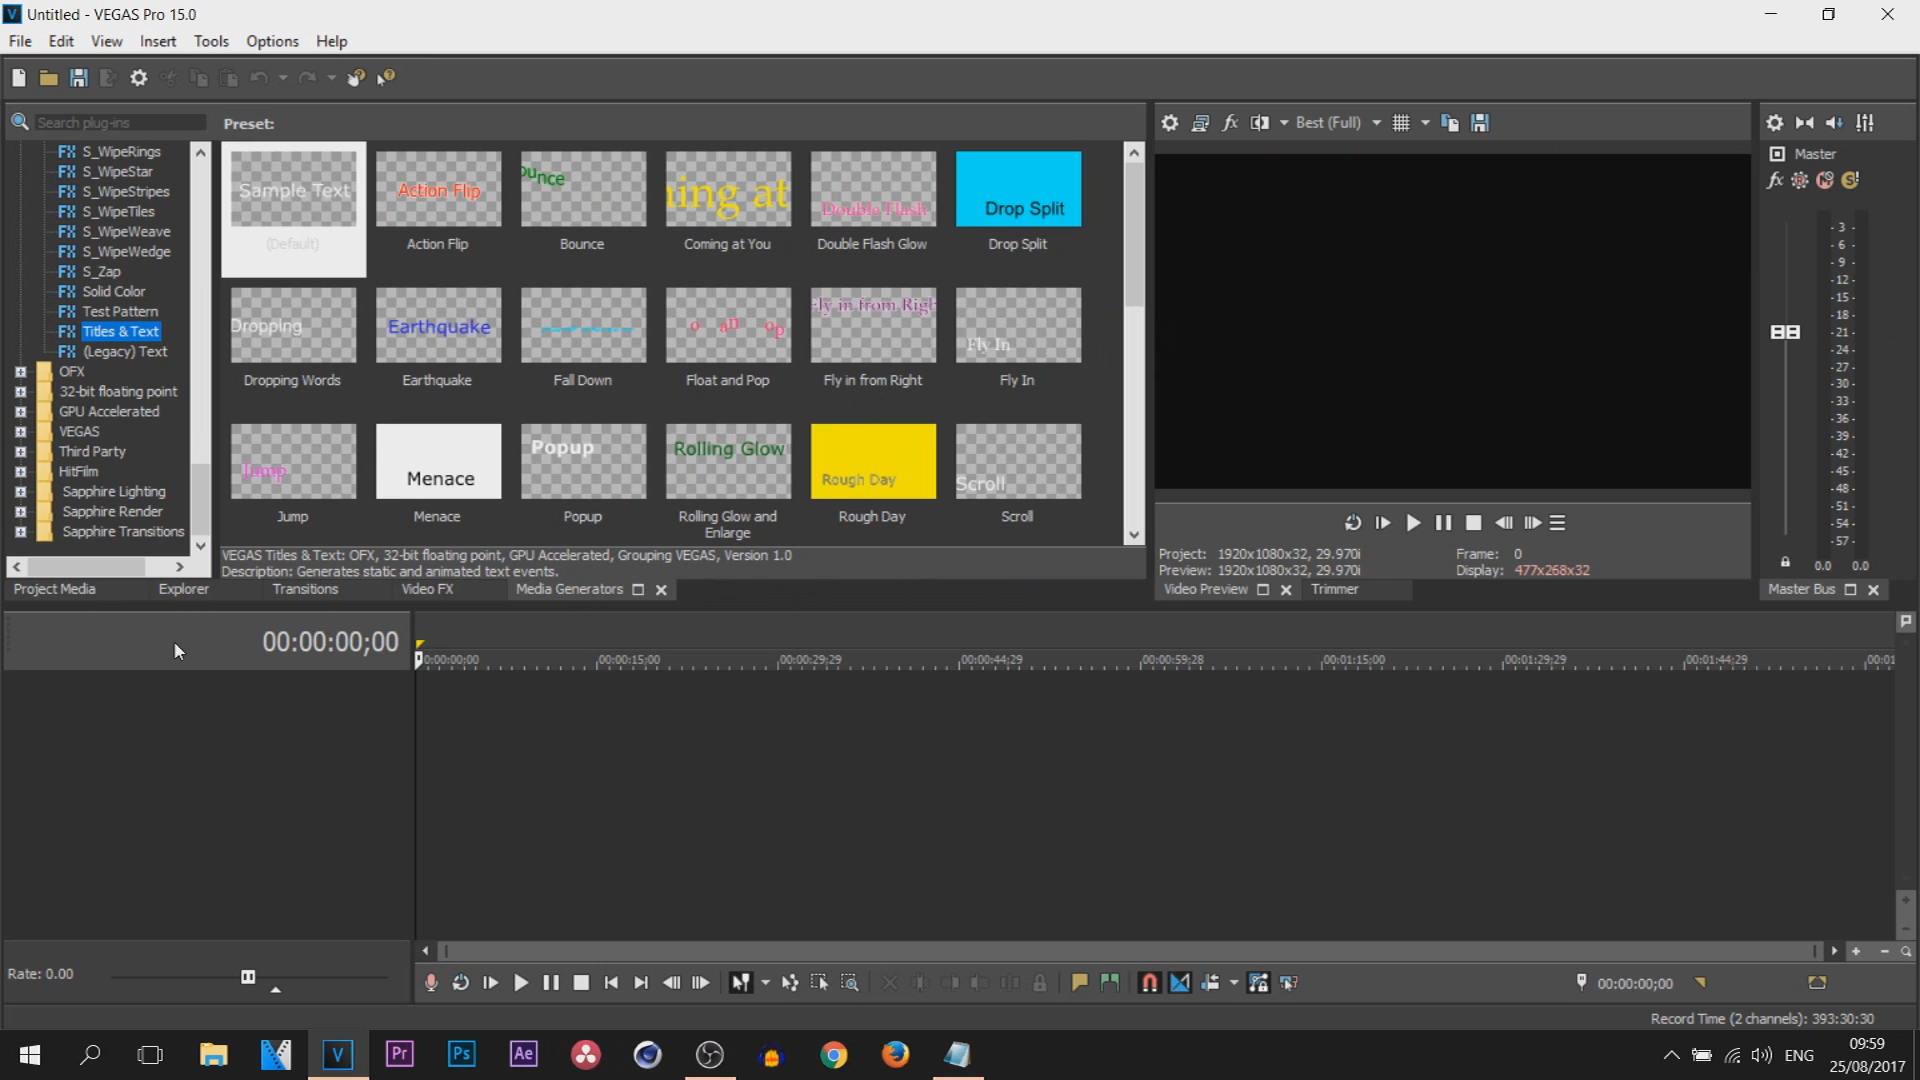 Untitled - VEGAS Pro 15.0
File Edit View Insert Tools Options Help
Search plug-ins
Preset:
S_WipeRings
S_WipeStar
S_WipeStripes
S_WipeTiles
S_WipeWeave
S_WipeWedge
S_Zap
Solid Color
Test Pattern
Titles & Text
(Legacy) Text
OFX
32-bit floating point
GPU Accelerated
VEGAS
Third Party
HitFilm
Sapphire Lighting
Sapphire Render
Sapphire Transitions
Sample Text
Action Flip
ounce
ning at
Double Flash
Drop Split
(Default)
Action Flip
Bounce
Coming at You
Double Flash Glow
Drop Split
Dropping
Earthquake
o an op
Fly in from Righ
Fly In
Dropping Words
Earthquake
Fall Down
Float and Pop
Fly in from Right
Fly In
Jump
Menace
Popup
Rolling Glow
Rough Day
Scroll
Jump
Menace
Popup
Rolling Glow and
Enlarge
Rough Day
Scroll
VEGAS Titles & Text: OFX, 32-bit floating point, GPU Accelerated, Grouping VEGAS, Version 1.0
Description: Generates static and animated text events.
Project Media Explorer Transitions Video FX Media Generators
fx Best (Full)
Project: 1920x1080x32, 29.970i
Frame: 0
Preview: 1920x1080x32, 29.970i
Display: 477x268x32
Video Preview Trimmer
Master
fx
- 3 -
- 6 -
- 9 -
-12-
-15-
-18-
-21-
-24-
-27-
-30-
-33-
-36-
-39-
-42-
-45-
-48-
-51-
-54-
-57-
0.0 0.0
Master Bus
00:00:00;00
0:00:00;00 00:00:15;00 00:00:29;29 00:00:44;29 00:00:59;28 00:01:15;00 00:01:29;29 00:01:44;29 00:01
Rate: 0.00
00:00:00;00
Record Time (2 channels): 393:30:30
V Pr Ps Ae
ENG
09:59
25/08/2017